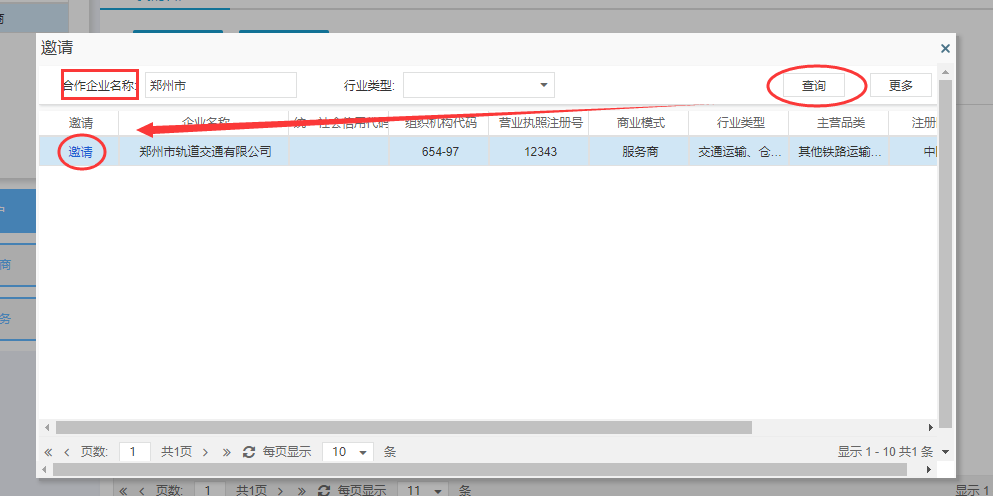 商
邀请
×
合作企业名称: 郑州市 行业类型: 查询 更多
邀请 企业名称 统一社会信用代码 组织机构代码 营业执照注册号 商业模式 行业类型 主营品类 注册
邀请 郑州市轨道交通有限公司 654-97 12343 服务商 交通运输、仓... 其他铁路运输... 中
户
商
务
页数: 1 共1页 每页显示 10 条 显示 1 - 10 共1 条
页数: 1 共1页 每页显示 11 条 显示 1